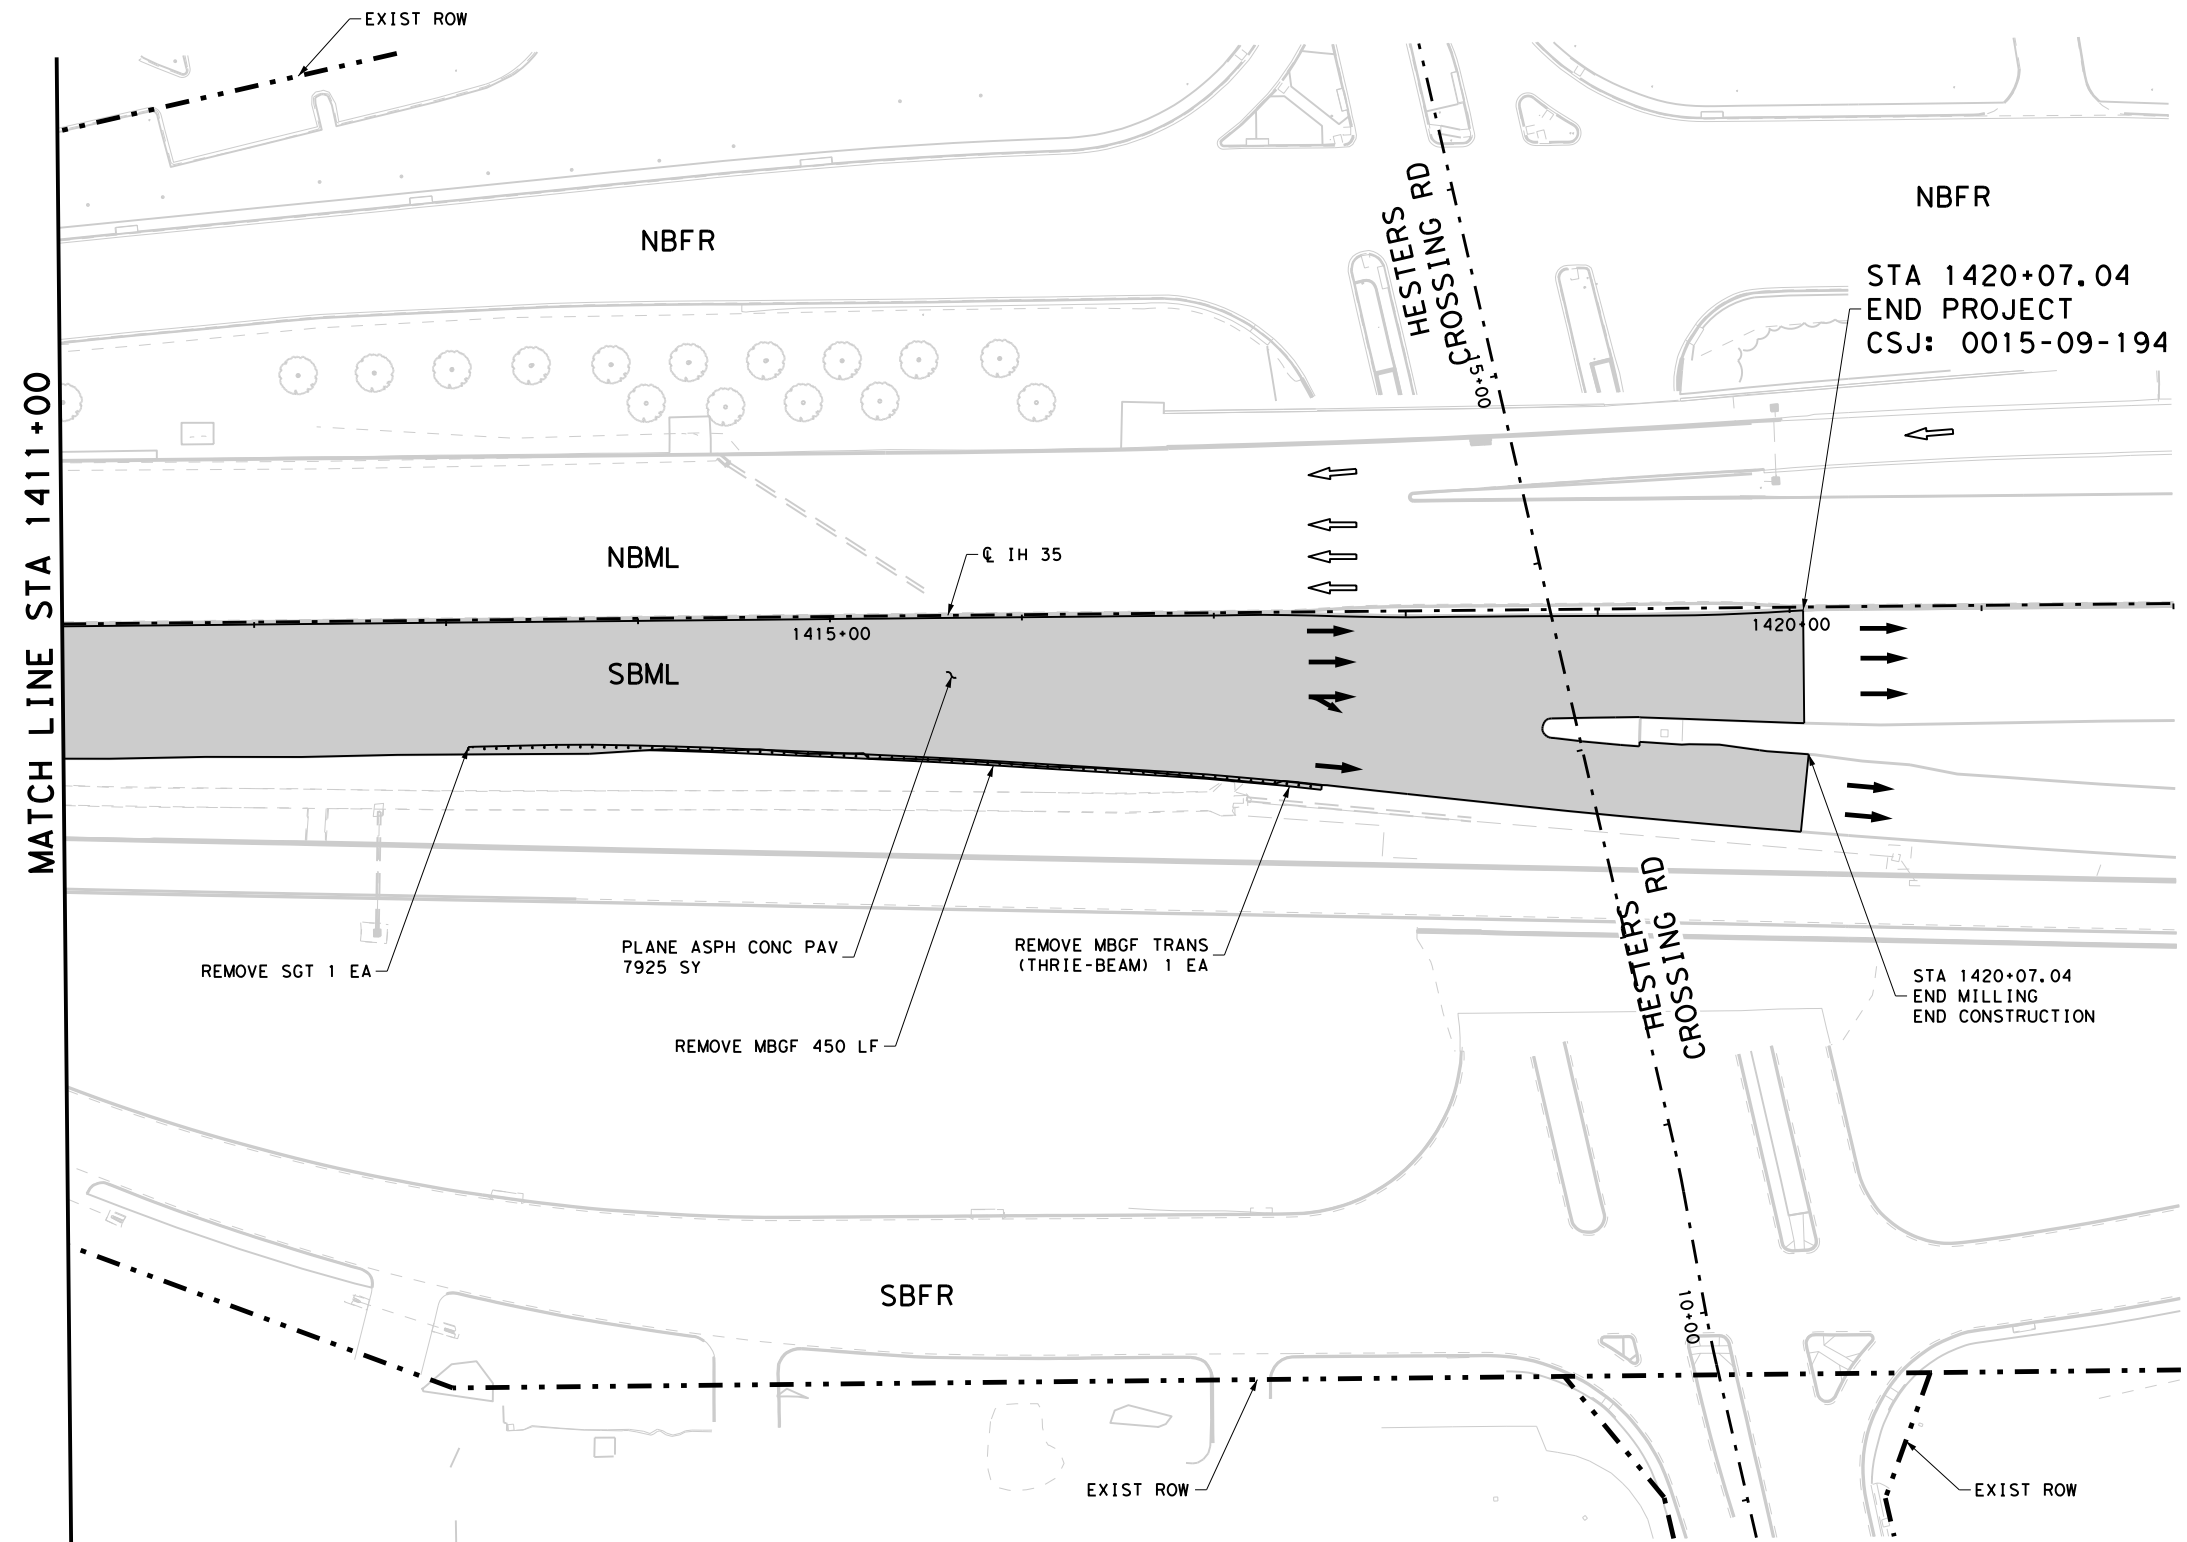 EXIST ROW
NBFR
NBFR
HESTERS
CROSSING RD
STA 1420+07.04
END PROJECT
CSJ: 0015-09-194
15+00
MATCH LINE STA 1411+00
NBML
℄ IH 35
1415+00
1420+00
SBML
REMOVE SGT 1 EA
PLANE ASPH CONC PAV
7925 SY
REMOVE MBGF TRANS
(THRIE-BEAM) 1 EA
REMOVE MBGF 450 LF
HESTERS
CROSSING RD
STA 1420+07.04
END MILLING
END CONSTRUCTION
SBFR
10+00
EXIST ROW
EXIST ROW